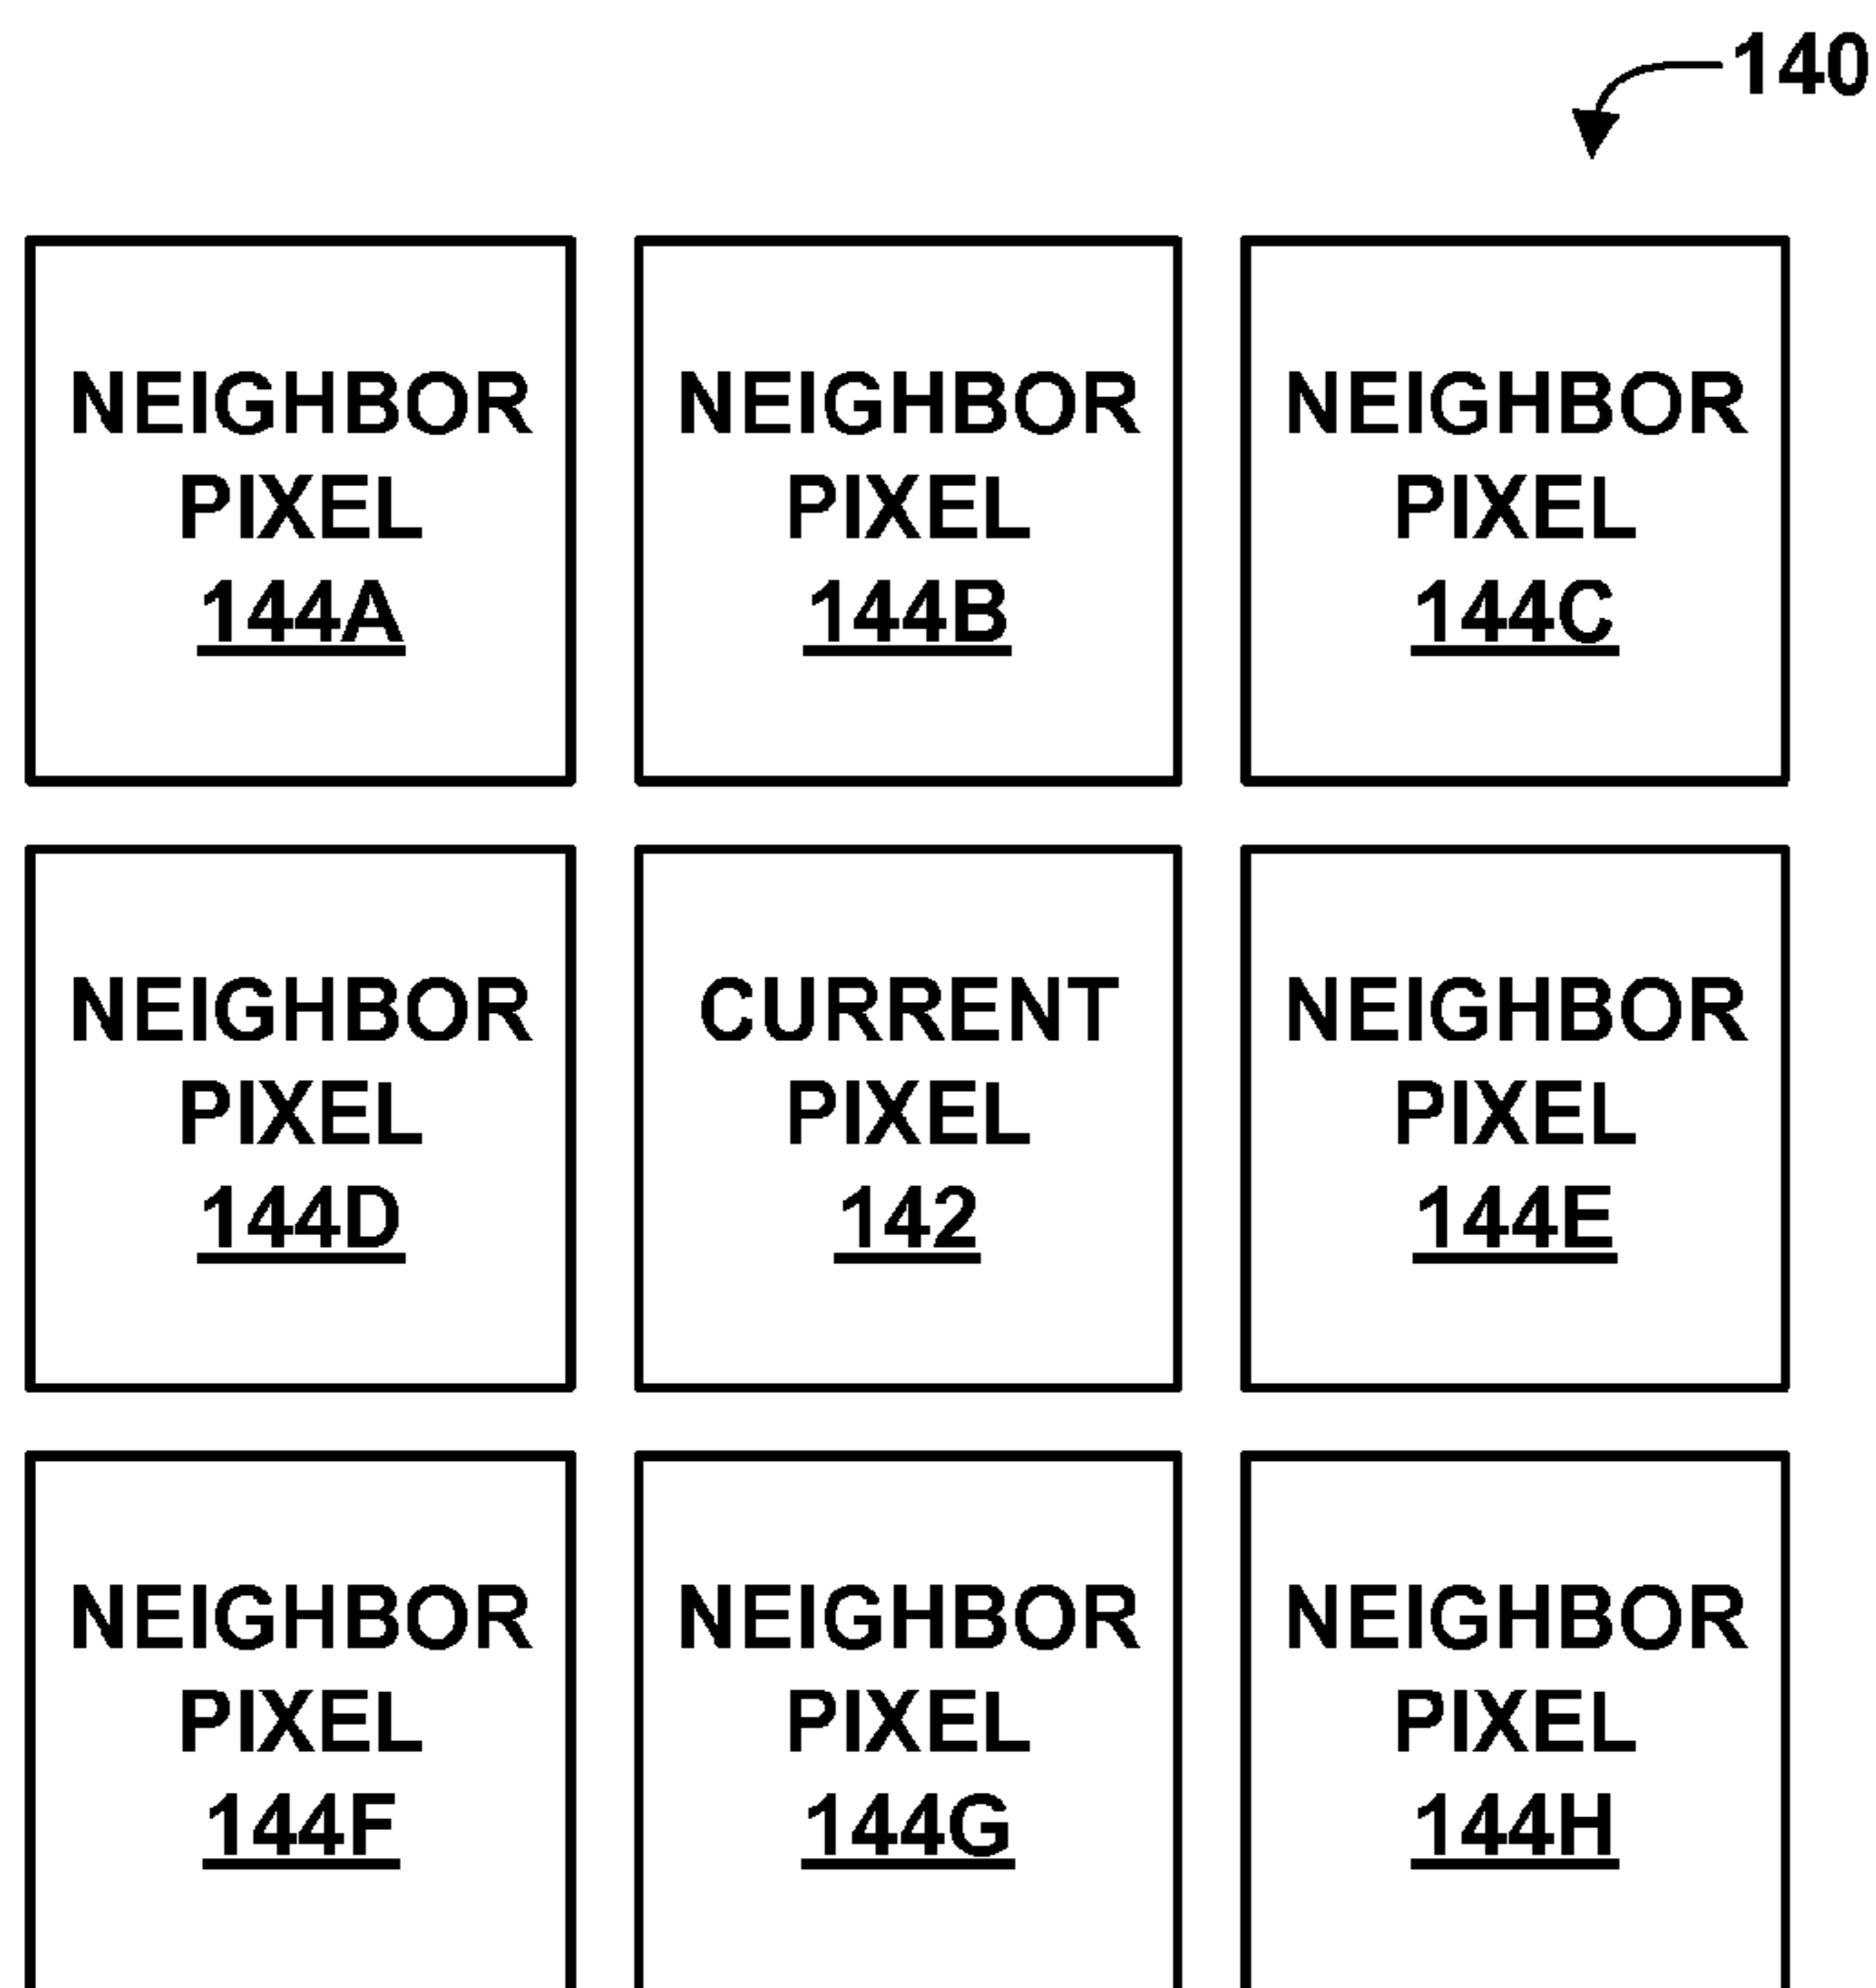 140
NEIGHBOR
PIXEL
144A
NEIGHBOR
PIXEL
144B
NEIGHBOR
PIXEL
144C
NEIGHBOR
PIXEL
144D
CURRENT
PIXEL
142
NEIGHBOR
PIXEL
144E
NEIGHBOR
PIXEL
144F
NEIGHBOR
PIXEL
144G
NEIGHBOR
PIXEL
144H